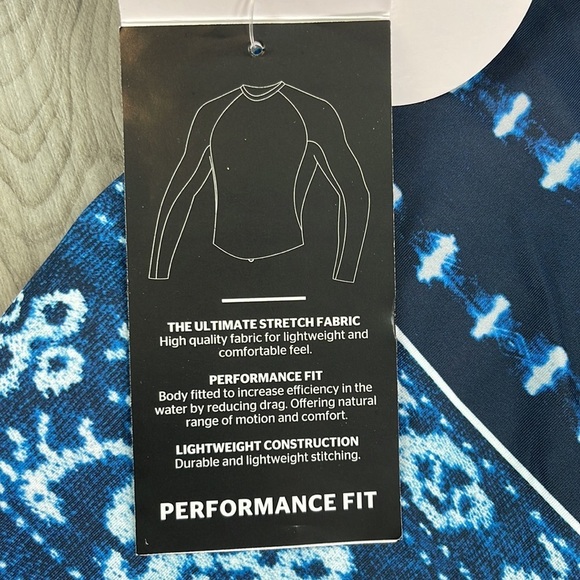 THE ULTIMATE STRETCH FABRIC
High quality fabric for lightweight and
comfortable feel.
PERFORMANCE FIT
Body fitted to increase efficiency in the
water by reducing drag. Offering natural
range of motion and comfort.
LIGHTWEIGHT CONSTRUCTION
Durable and lightweight stitching.
PERFORMANCE FIT